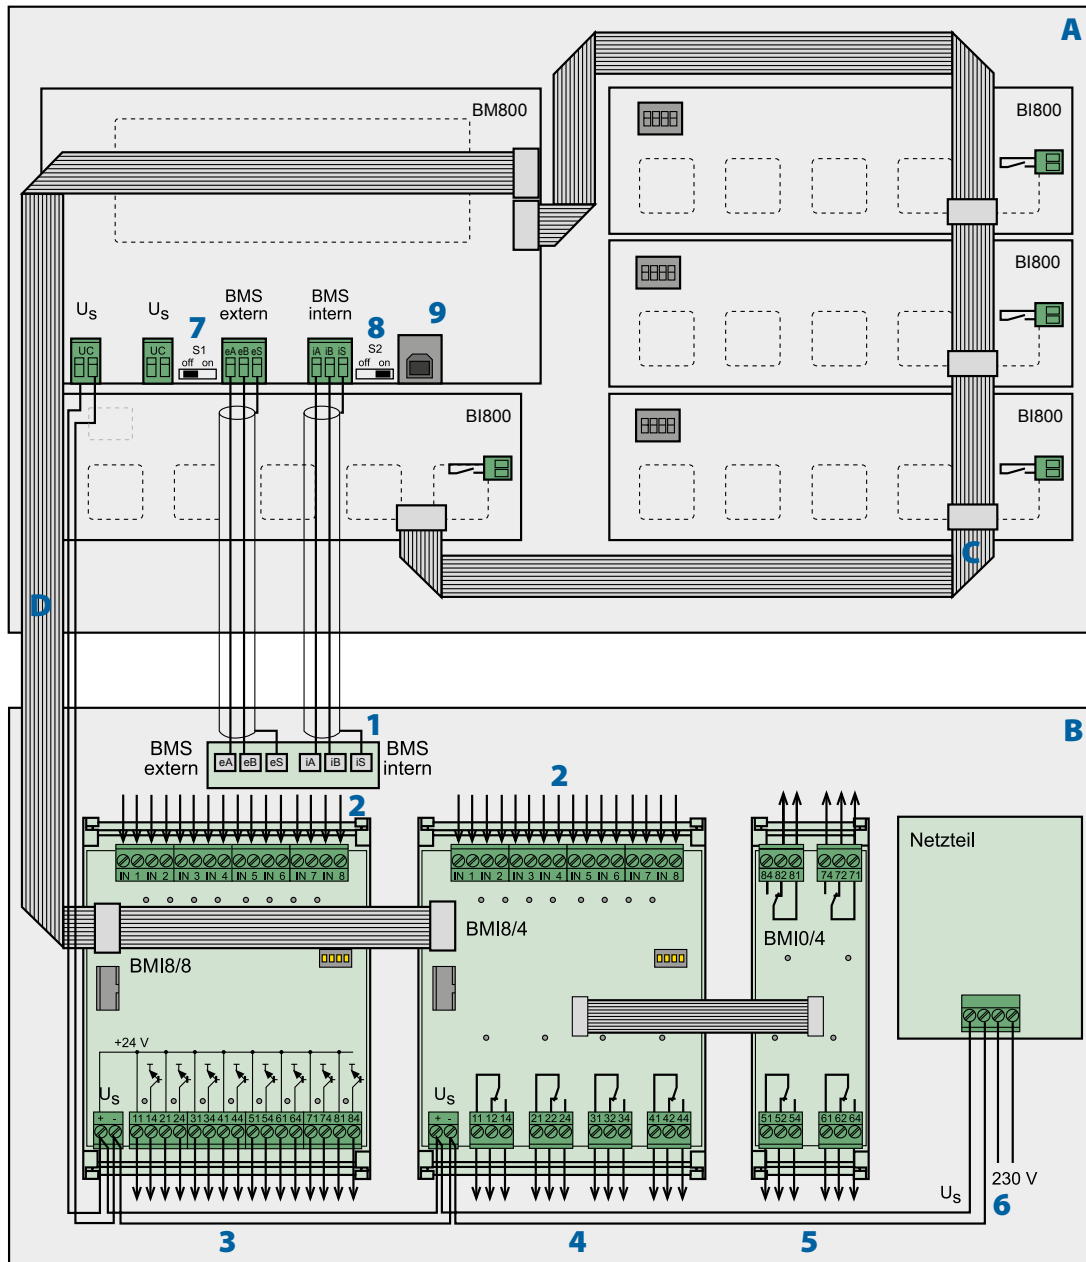 A
BM800
BI800
BI800
BI800
U_S
U_S
BMS
extern
BMS
intern
7
8
9
UC
UC
S1
off on
eA eB eS
iA iB iS
S2
off on
BI800
C
D
B
1
BMS
extern
eA eB eS iA iB iS
BMS
intern
2
2
IN 1 IN 2 IN 3 IN 4 IN 5 IN 6 IN 7 IN 8
IN 1 IN 2 IN 3 IN 4 IN 5 IN 6 IN 7 IN 8
84 82 81
74 72 71
Netzteil
BMI8/8
BMI8/4
BMI0/4
+24 V
U_S
+ -
11 14 21 24 31 34 41 44 51 54 61 64 71 74 81 84
U_S
+ -
11 12 14
21 22 24
31 32 34
41 42 44
51 52 54
61 62 64
U_S
230 V
3
4
5
6